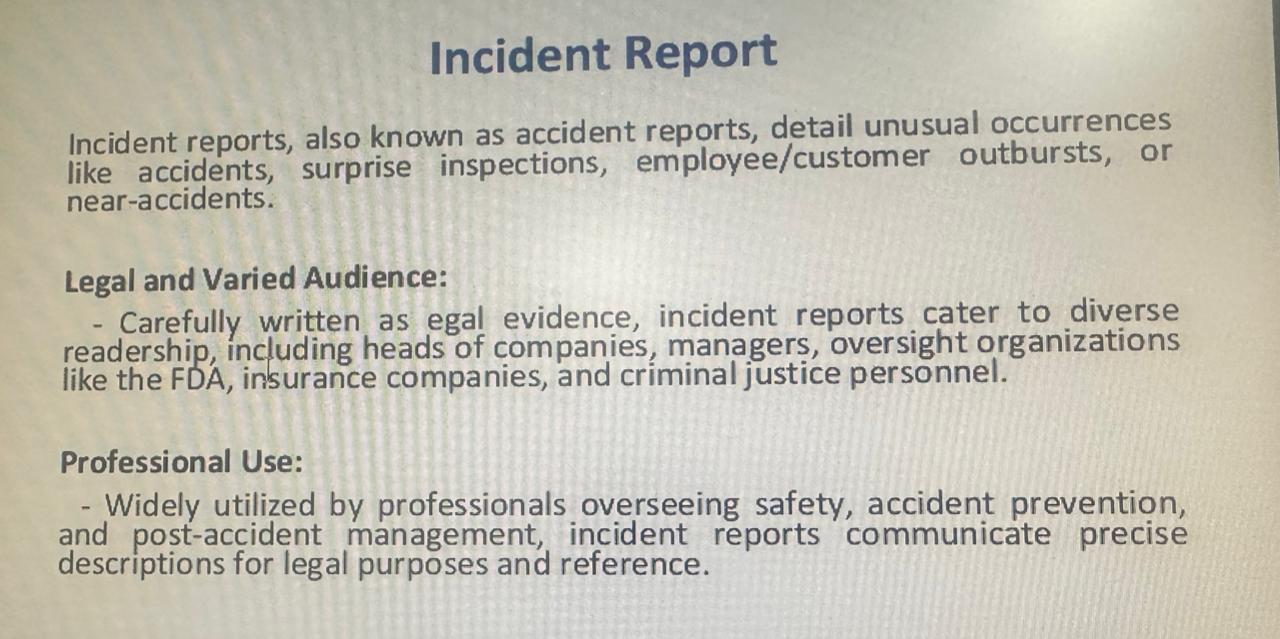 Incident Report
Incident reports, also known as accident reports, detail unusual occurrences
like accidents, surprise inspections, employee/customer outbursts, or
near-accidents.
Legal and Varied Audience:
- Carefully written as egal evidence, incident reports cater to diverse
readership, including heads of companies, managers, oversight organizations
like the FDA, insurance companies, and criminal justice personnel.
Professional Use:
- Widely utilized by professionals overseeing safety, accident prevention,
and post-accident management, incident reports communicate precise
descriptions for legal purposes and reference.